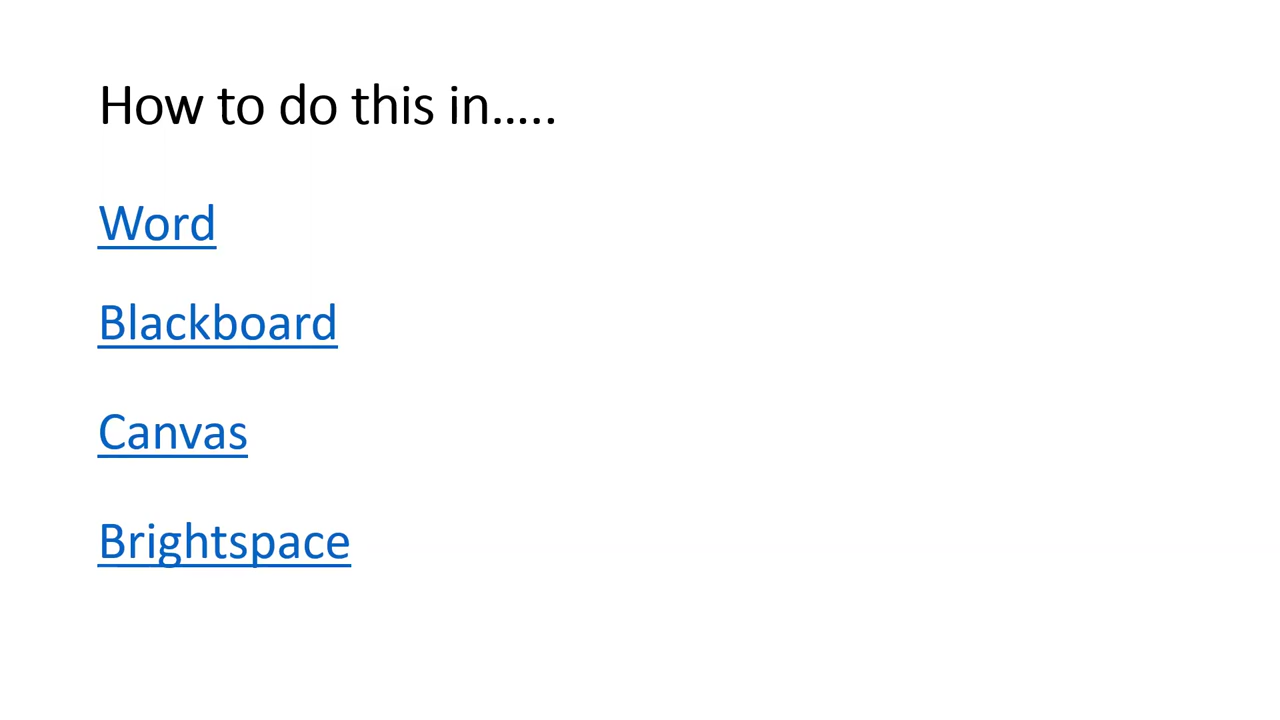 How to do this in.....
Word
Blackboard
Canvas
Brightspace